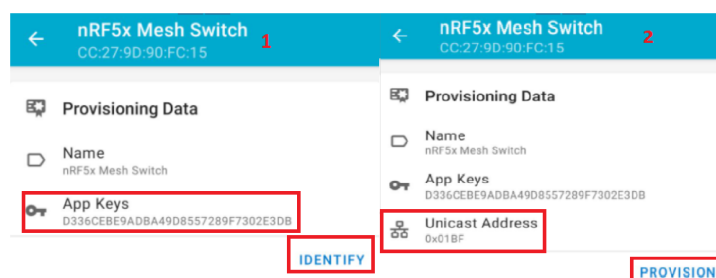 nRF5x Mesh Switch
CC:27:9D:90:FC:15
1
Provisioning Data
Name
nRF5x Mesh Switch
App Keys
D336CEBE9ADBA49D8557289F7302E3DB
IDENTIFY
nRF5x Mesh Switch
CC:27:9D:90:FC:15
2
Provisioning Data
Name
nRF5x Mesh Switch
App Keys
D336CEBE9ADBA49D8557289F7302E3DB
Unicast Address
0x01BF
PROVISION